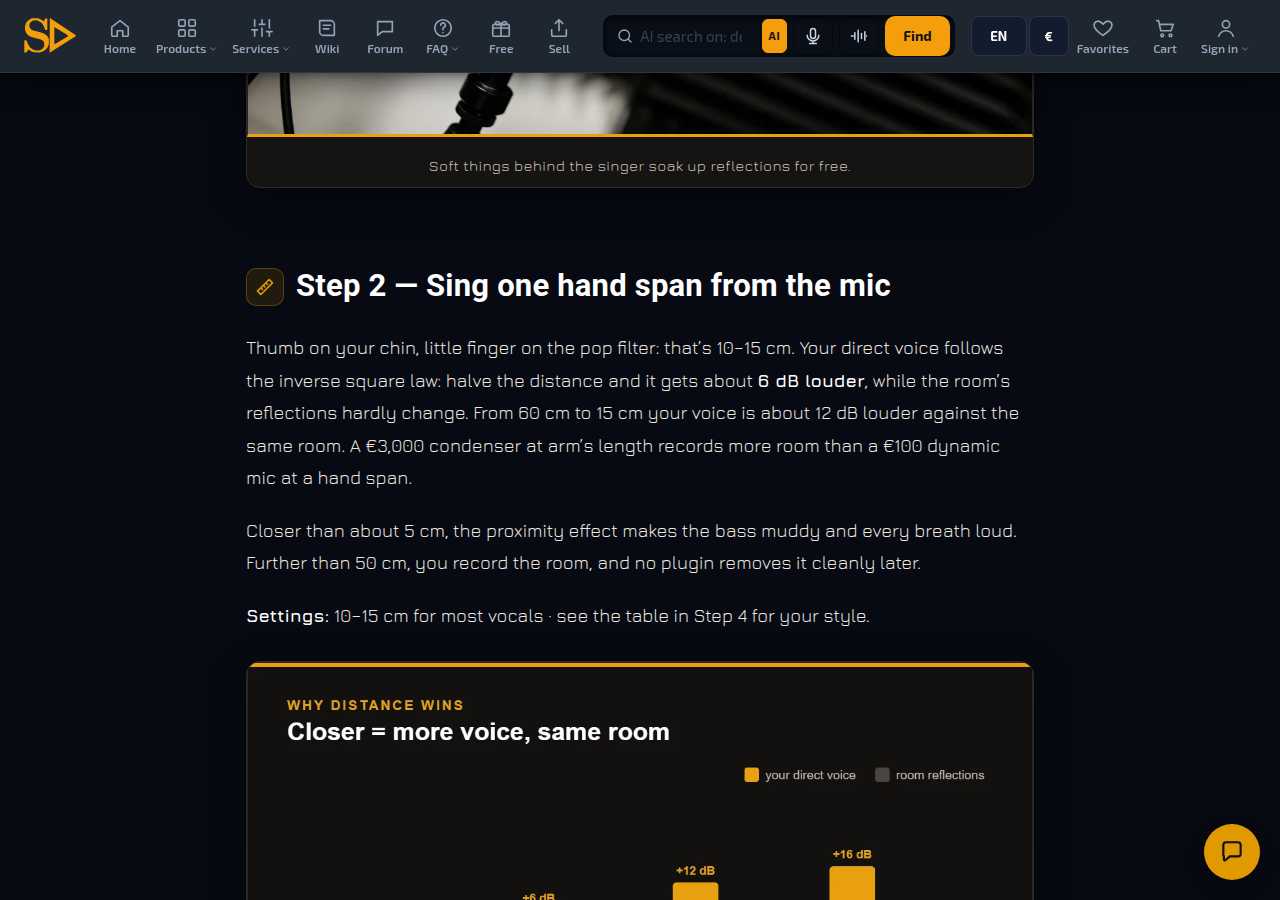 SD
Home
Products
Services
Wiki
Forum
FAQ
Free
Sell
AI search on: de
AI
Find
EN
€
Favorites
Cart
Sign in
Soft things behind the singer soak up reflections for free.
Step 2 — Sing one hand span from the mic
Thumb on your chin, little finger on the pop filter: that's 10–15 cm. Your direct voice follows
the inverse square law: halve the distance and it gets about 6 dB louder, while the room's
reflections hardly change. From 60 cm to 15 cm your voice is about 12 dB louder against the
same room. A €3,000 condenser at arm's length records more room than a €100 dynamic
mic at a hand span.
Closer than about 5 cm, the proximity effect makes the bass muddy and every breath loud.
Further than 50 cm, you record the room, and no plugin removes it cleanly later.
Settings: 10–15 cm for most vocals · see the table in Step 4 for your style.
WHY DISTANCE WINS
Closer = more voice, same room
your direct voice
room reflections
+16 dB
+12 dB
+6 dB